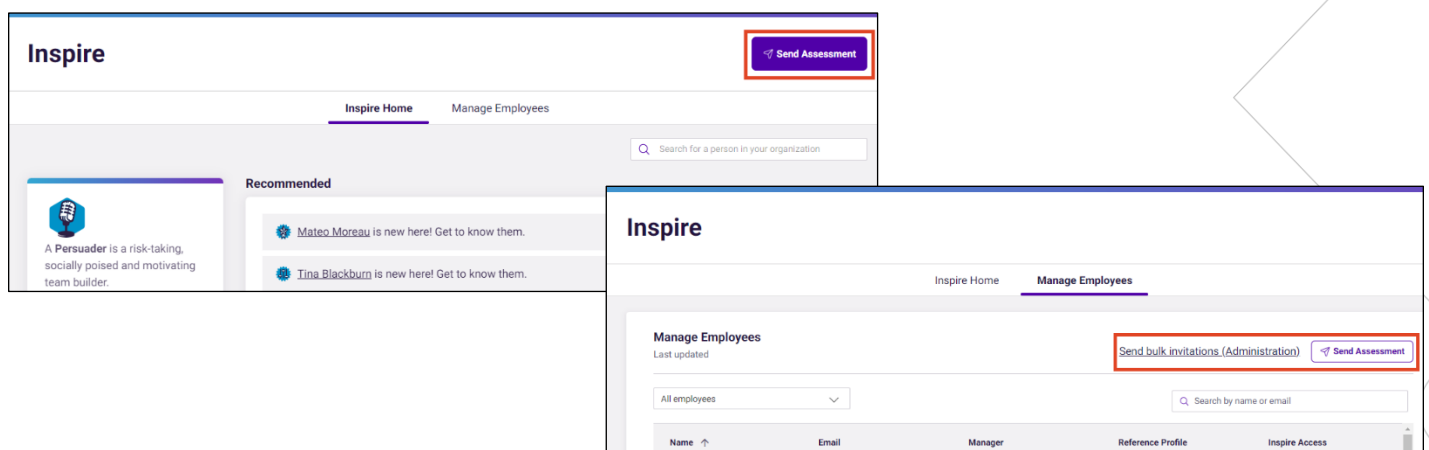 Inspire
Send Assessment
Inspire Home Manage Employees
Search for a person in your organization
Recommended
A Persuader is a risk-taking,
socially poised and motivating
team builder.
Mateo Moreau is new here! Get to know them.
Tina Blackburn is new here! Get to know them.
Inspire
Inspire Home Manage Employees
Manage Employees
Last updated
Send bulk invitations (Administration) Send Assessment
All employees
Search by name or email
Name Email Manager Reference Profile Inspire Access